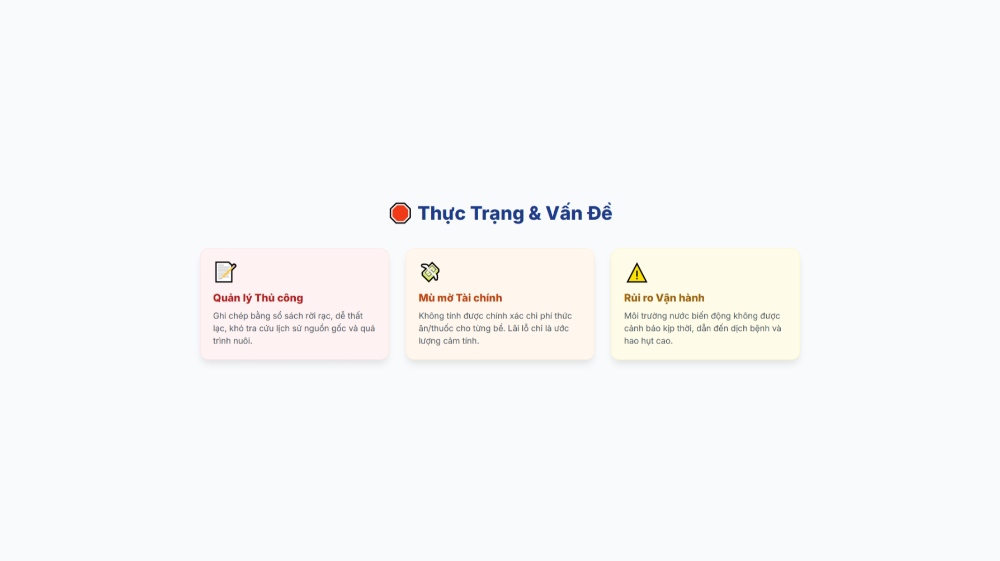 Thực Trạng & Vấn Đề
Quản lý Thủ công
Ghi chép bằng sổ sách rời rạc, dễ thất
lạc, khó tra cứu lịch sử nguồn gốc và quá
trình nuôi.
Mù mờ Tài chính
Không tính được chính xác chi phí thức
ăn/thuốc cho từng bể. Lãi lỗ chỉ là ước
lượng cảm tính.
Rủi ro Vận hành
Môi trường nước biến động không được
cảnh báo kịp thời, dẫn đến dịch bệnh và
hao hụt cao.